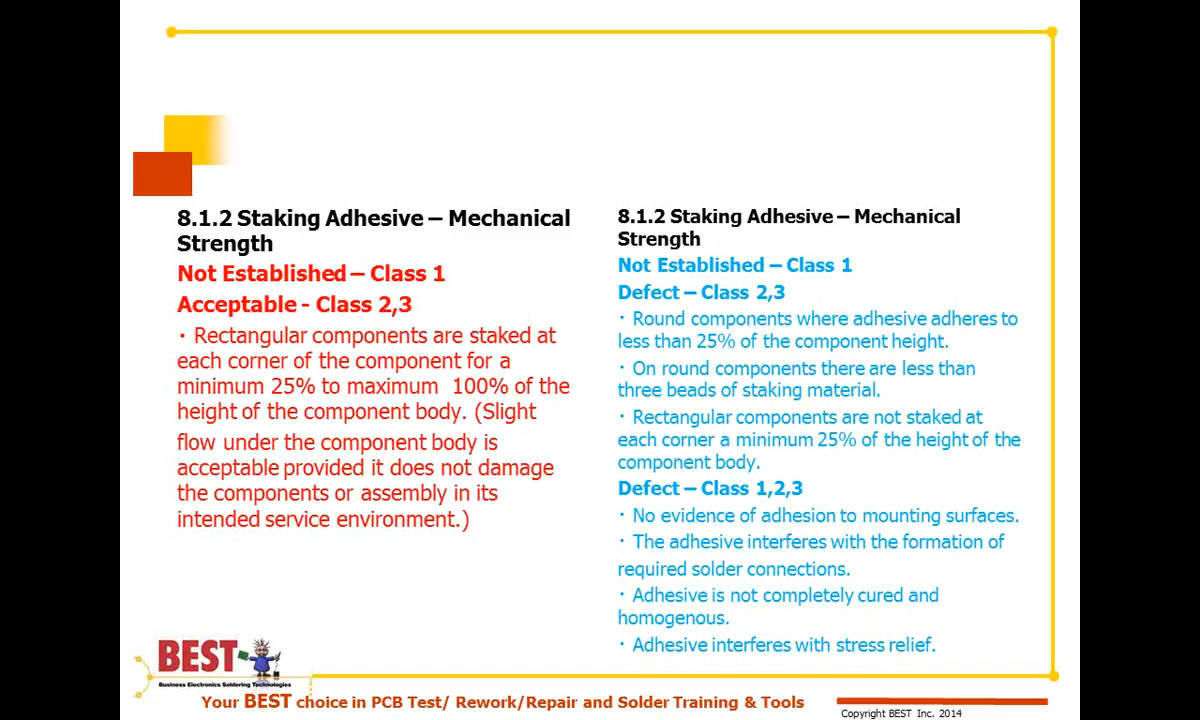 8.1.2 Staking Adhesive – Mechanical
Strength
Not Established – Class 1
Acceptable - Class 2,3
· Rectangular components are staked at
each corner of the component for a
minimum 25% to maximum 100% of the
height of the component body. (Slight
flow under the component body is
acceptable provided it does not damage
the components or assembly in its
intended service environment.)
8.1.2 Staking Adhesive – Mechanical
Strength
Not Established – Class 1
Defect – Class 2,3
· Round components where adhesive adheres to
less than 25% of the component height.
· On round components there are less than
three beads of staking material.
· Rectangular components are not staked at
each corner a minimum 25% of the height of the
component body.
Defect – Class 1,2,3
· No evidence of adhesion to mounting surfaces.
· The adhesive interferes with the formation of
required solder connections.
· Adhesive is not completely cured and
homogenous.
· Adhesive interferes with stress relief.
BEST
Business Electronics Soldering Technologies
Your BEST choice in PCB Test/ Rework/Repair and Solder Training & Tools
Copyright BEST Inc. 2014